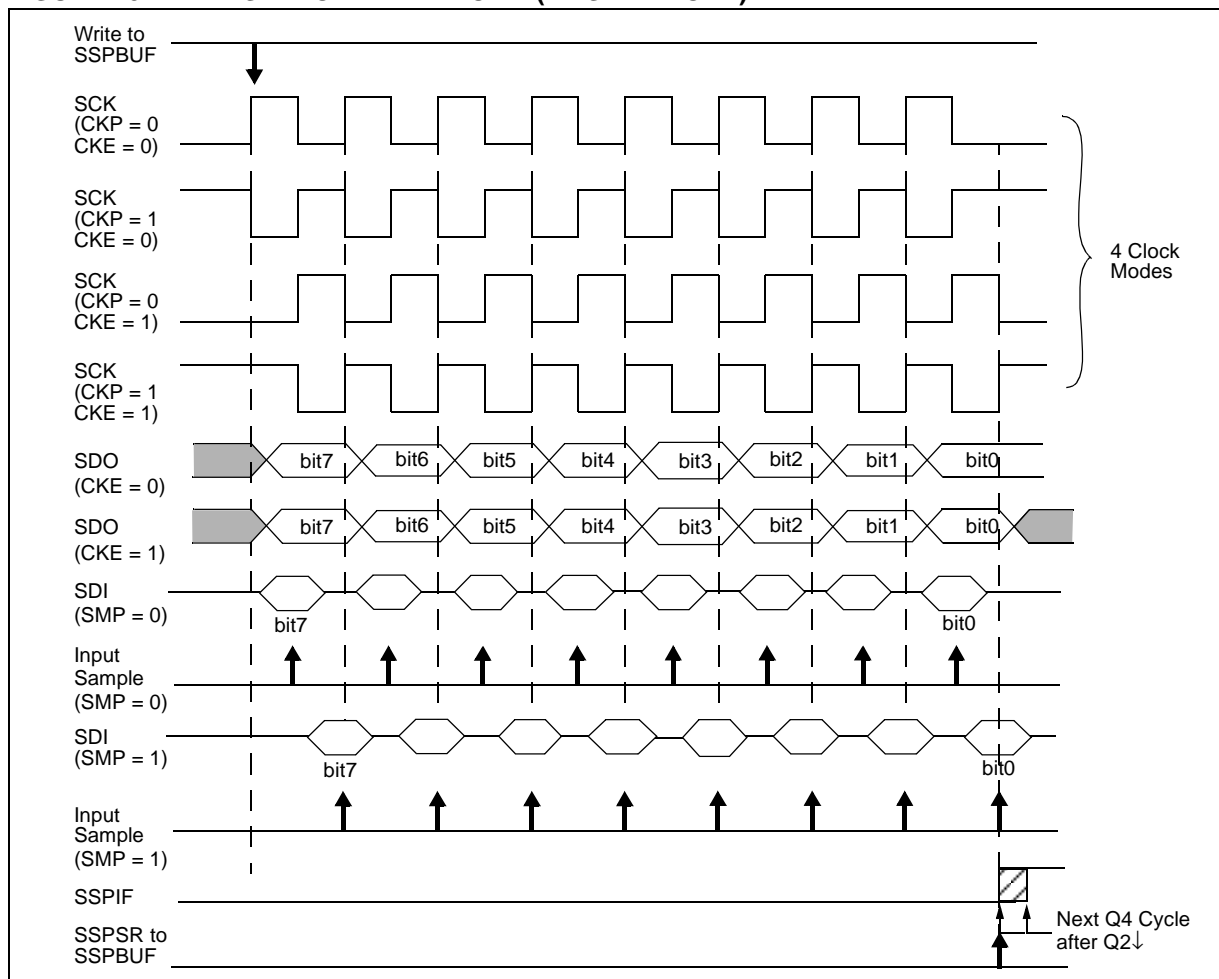 Write to
SSPBUF
SCK
(CKP = 0
CKE = 0)
SCK
(CKP = 1
CKE = 0)
SCK
(CKP = 0
CKE = 1)
SCK
(CKP = 1
CKE = 1)
4 Clock
Modes
SDO
(CKE = 0)
bit7 bit6 bit5 bit4 bit3 bit2 bit1 bit0
SDO
(CKE = 1)
bit7 bit6 bit5 bit4 bit3 bit2 bit1 bit0
SDI
(SMP = 0)
bit7 bit0
Input
Sample
(SMP = 0)
SDI
(SMP = 1)
bit7 bit0
Input
Sample
(SMP = 1)
SSPIF
SSPSR to
SSPBUF
Next Q4 Cycle
after Q2↓